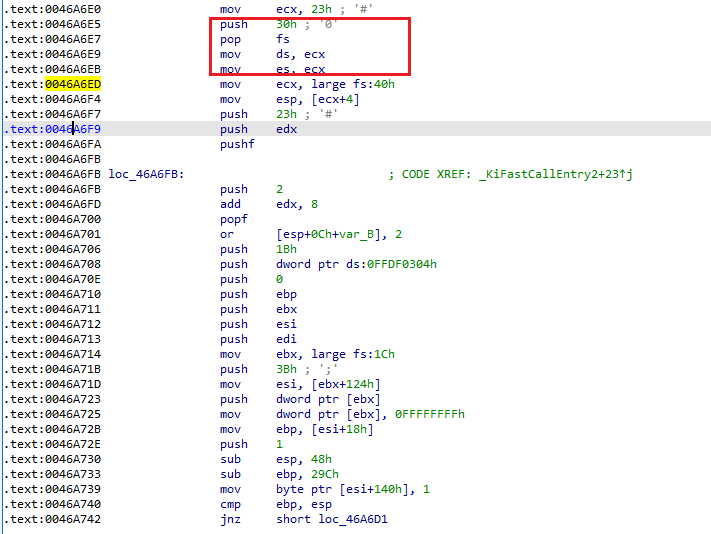 .text:0046A6E0 mov ecx, 23h ; '#'
.text:0046A6E5 push 30h ; '0'
.text:0046A6E7 pop fs
.text:0046A6E9 mov ds, ecx
.text:0046A6EB mov es, ecx
.text:0046A6ED mov ecx, large fs:40h
.text:0046A6F4 mov esp, [ecx+4]
.text:0046A6F7 push 23h ; '#'
.text:0046A6F9 push edx
.text:0046A6FA pushf
.text:0046A6FB
.text:0046A6FB loc_46A6FB: ; CODE XREF: _KiFastCallEntry2+23↑j
.text:0046A6FB push 2
.text:0046A6FD add edx, 8
.text:0046A700 popf
.text:0046A701 or [esp+0Ch+var_B], 2
.text:0046A706 push 1Bh
.text:0046A708 push dword ptr ds:0FFDF0304h
.text:0046A70E push 0
.text:0046A710 push ebp
.text:0046A711 push ebx
.text:0046A712 push esi
.text:0046A713 push edi
.text:0046A714 mov ebx, large fs:1Ch
.text:0046A71B push 3Bh ; ';'
.text:0046A71D mov esi, [ebx+124h]
.text:0046A723 push dword ptr [ebx]
.text:0046A725 mov dword ptr [ebx], 0FFFFFFFFh
.text:0046A72B mov ebp, [esi+18h]
.text:0046A72E push 1
.text:0046A730 sub esp, 48h
.text:0046A733 sub ebp, 29Ch
.text:0046A739 mov byte ptr [esi+140h], 1
.text:0046A740 cmp ebp, esp
.text:0046A742 jnz short loc_46A6D1